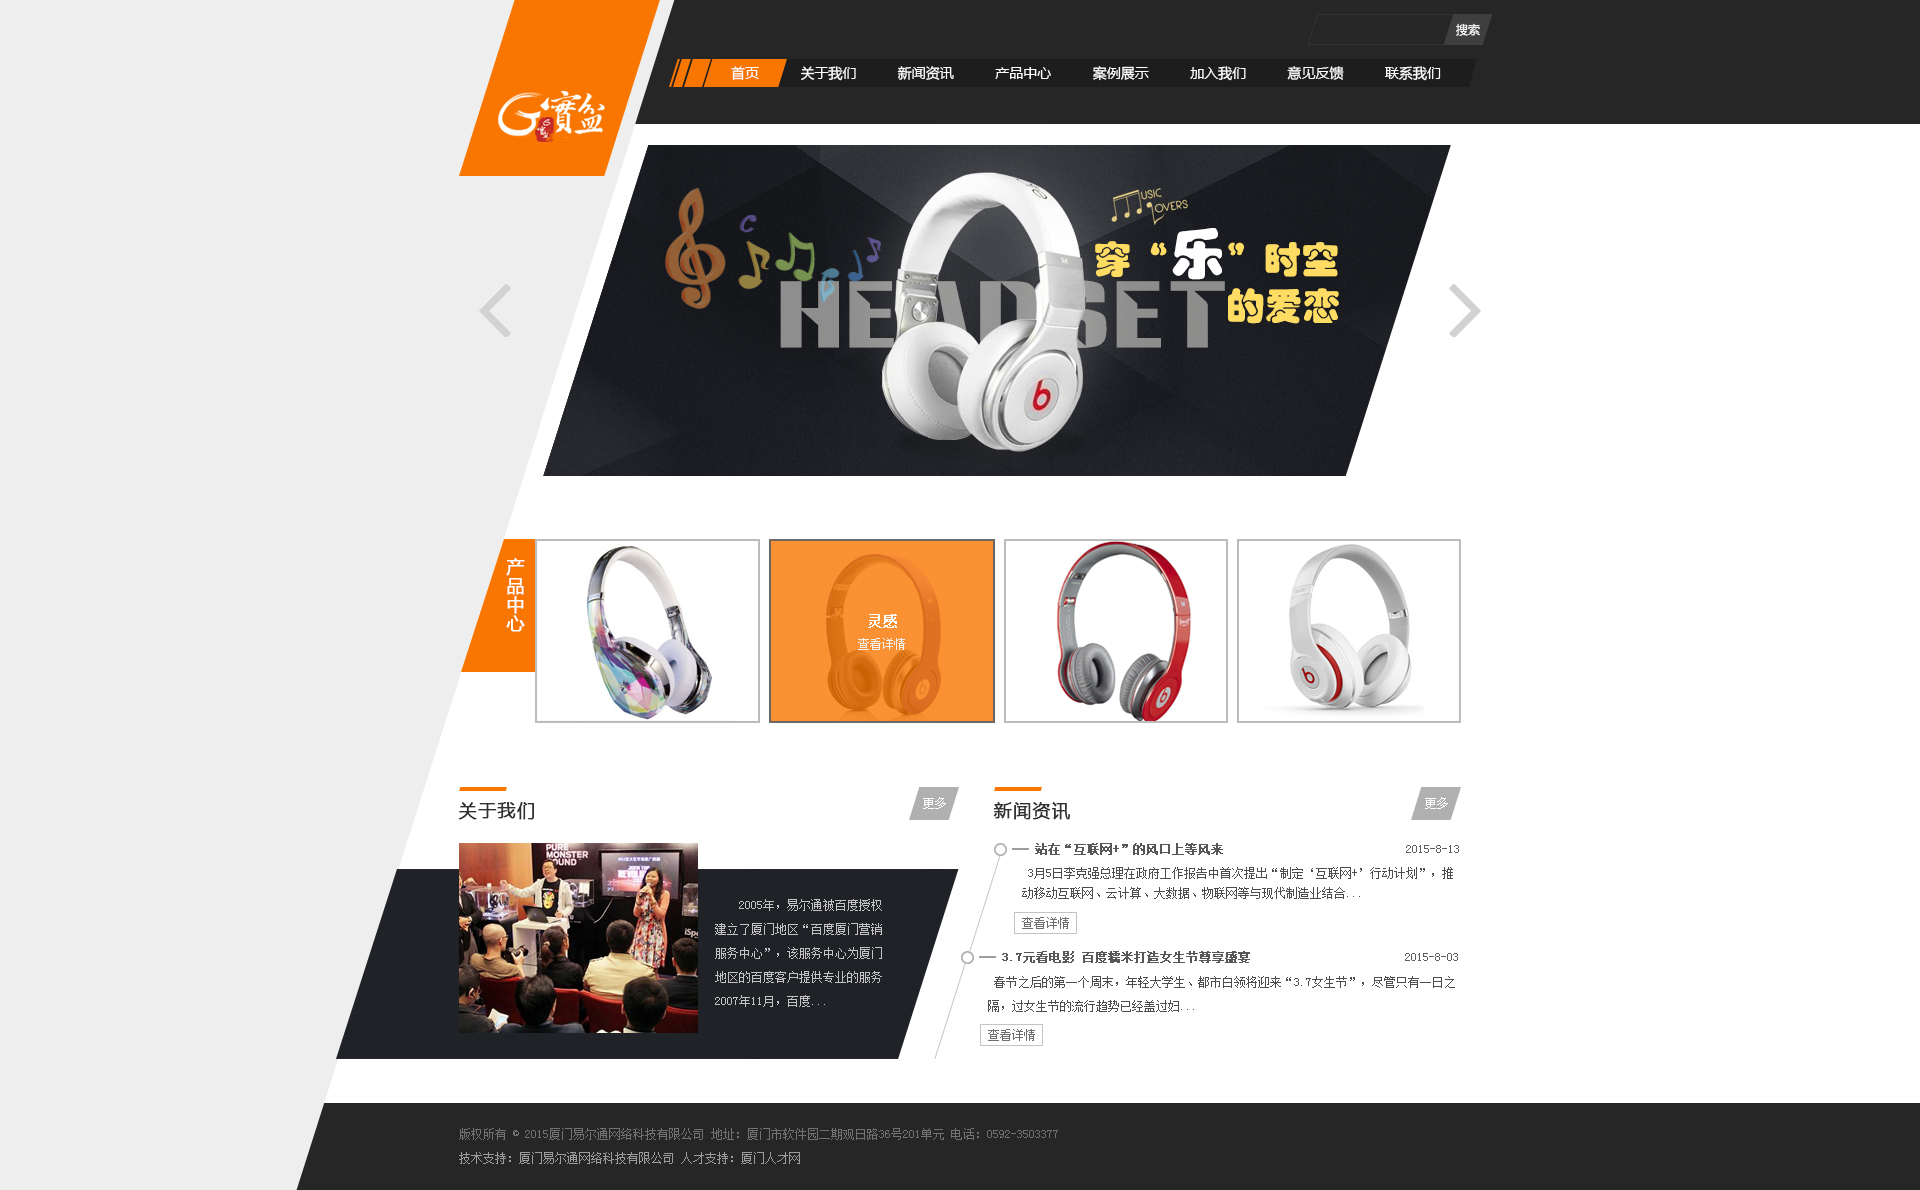 搜索
首页 关于我们 新闻资讯 产品中心 案例展示 加入我们 意见反馈 联系我们
G 寶盆
MUSIC
LOVERS
穿“乐”时空
的爱恋
HEADSET
产品中心
灵感
查看详情
关于我们
更多
PURE
MONSTER
SOUND
2005年，易尔通被百度授权
建立了厦门地区“百度厦门营销
服务中心”，该服务中心为厦门
地区的百度客户提供专业的服务
2007年11月，百度...
新闻资讯
更多
站在“互联网+”的风口上等风来 2015-8-13
3月5日李克强总理在政府工作报告中首次提出“制定‘互联网+’行动计划”，推
动移动互联网、云计算、大数据、物联网等与现代制造业结合...
查看详情
3.7元看电影 百度糯米打造女生节尊享盛宴 2015-8-03
春节之后的第一个周末，年轻大学生、都市白领将迎来“3.7女生节”，尽管只有一日之
隔，过女生节的流行趋势已经盖过妇...
查看详情
版权所有 © 2015厦门易尔通网络科技有限公司 地址：厦门市软件园二期观日路36号201单元 电话：0592-3503377
技术支持：厦门易尔通网络科技有限公司 人才支持：厦门人才网